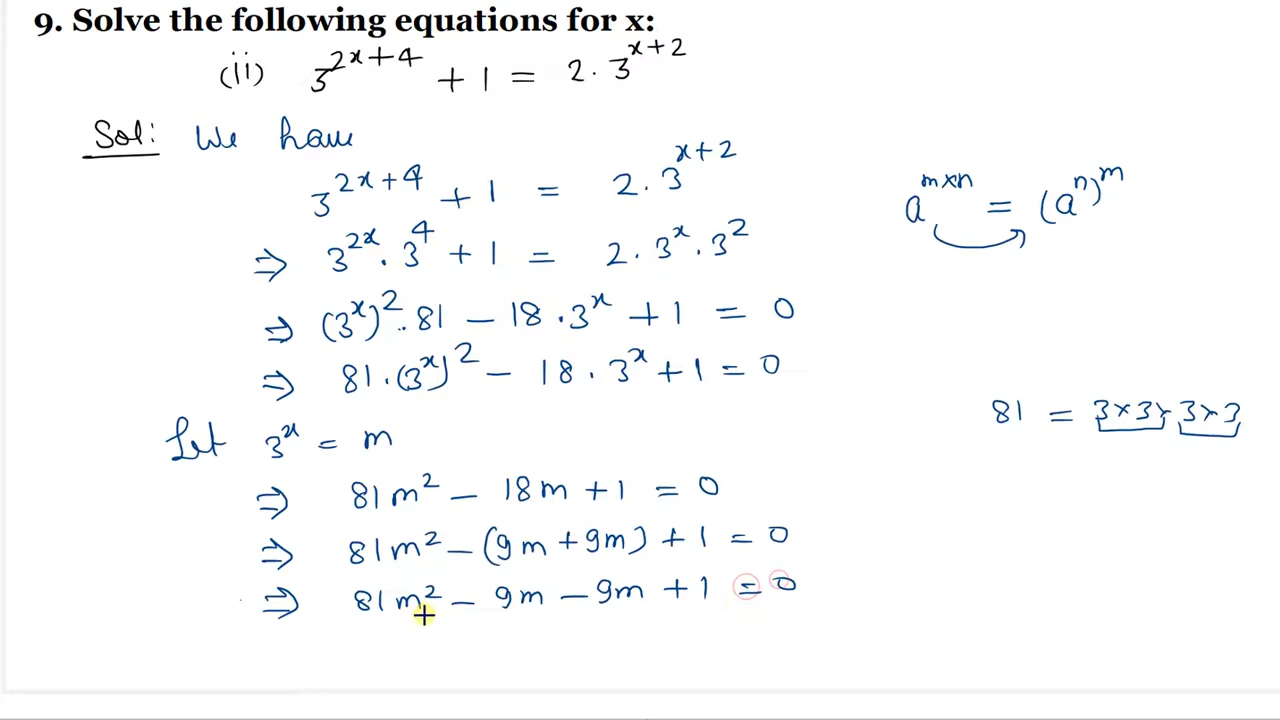 9. Solve the following equations for x:
(ii) 3^{2x+4} + 1 = 2 · 3^{x+2}
Sol: We have
3^{2x+4} + 1 = 2 · 3^{x+2}
a^{m×n} = (a^n)^m
⇒ 3^{2x} · 3^4 + 1 = 2 · 3^x · 3^2
⇒ (3^x)^2 · 81 − 18 · 3^x + 1 = 0
⇒ 81 · (3^x)^2 − 18 · 3^x + 1 = 0
81 = 3×3×3×3
Let 3^x = m
⇒ 81m^2 − 18m + 1 = 0
⇒ 81m^2 − (9m + 9m) + 1 = 0
⇒ 81m^2 − 9m − 9m + 1 = 0